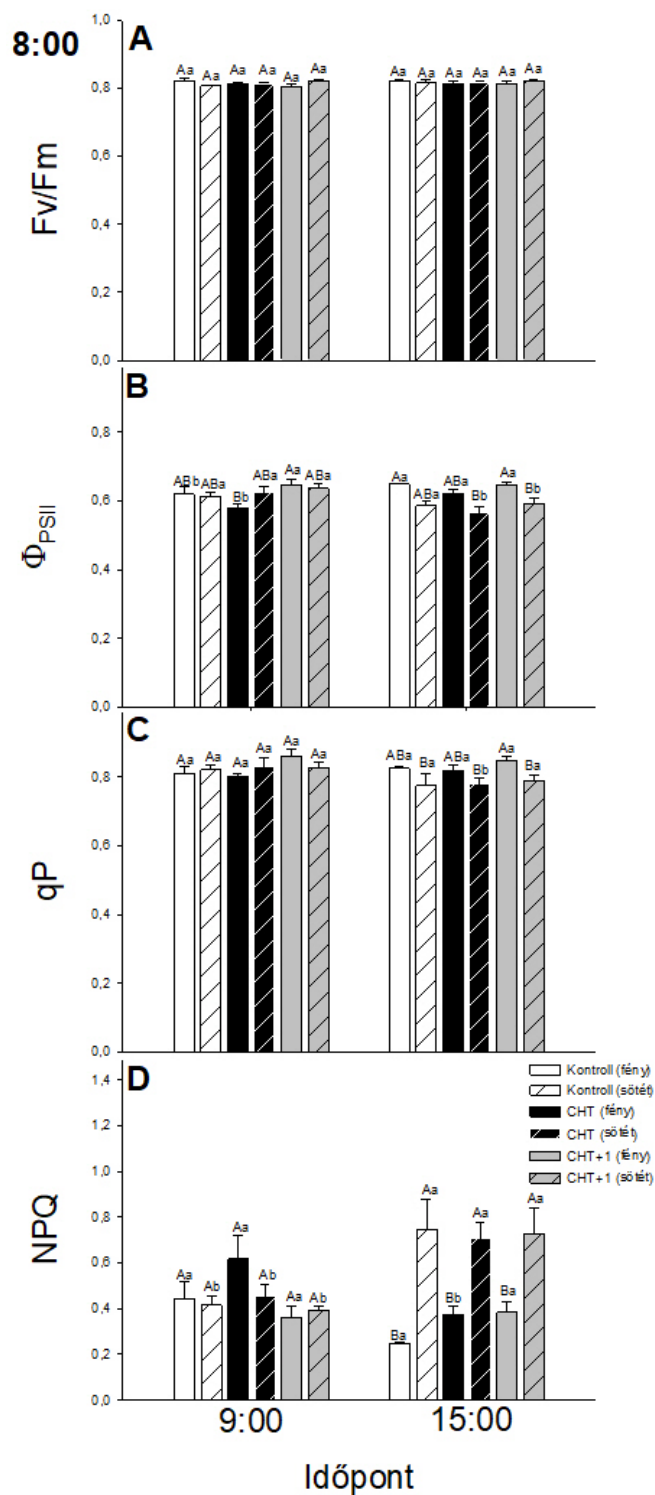 8:00
A
1,0
0,8
0,6
0,4
0,2
0,0
Fv/Fm
Aa Aa Aa Aa Aa Aa
Aa Aa Aa Aa Aa Aa
B
0,8
0,6
0,4
0,2
0,0
ΦPSII
ABb ABa Bb ABa Aa ABa
Aa ABa ABa Bb Aa Bb
C
0,8
0,6
0,4
0,2
0,0
qP
Aa Aa Aa Aa Aa Aa
ABa Ba ABa Bb Aa Ba
D
1,4
1,2
1,0
0,8
0,6
0,4
0,2
0,0
NPQ
Kontroll (fény)
Kontroll (sötét)
CHT (fény)
CHT (sötét)
CHT+1 (fény)
CHT+1 (sötét)
Aa Ab Aa Ab Aa Ab
Ba Aa Bb Aa Ba Aa
9:00 15:00
Időpont